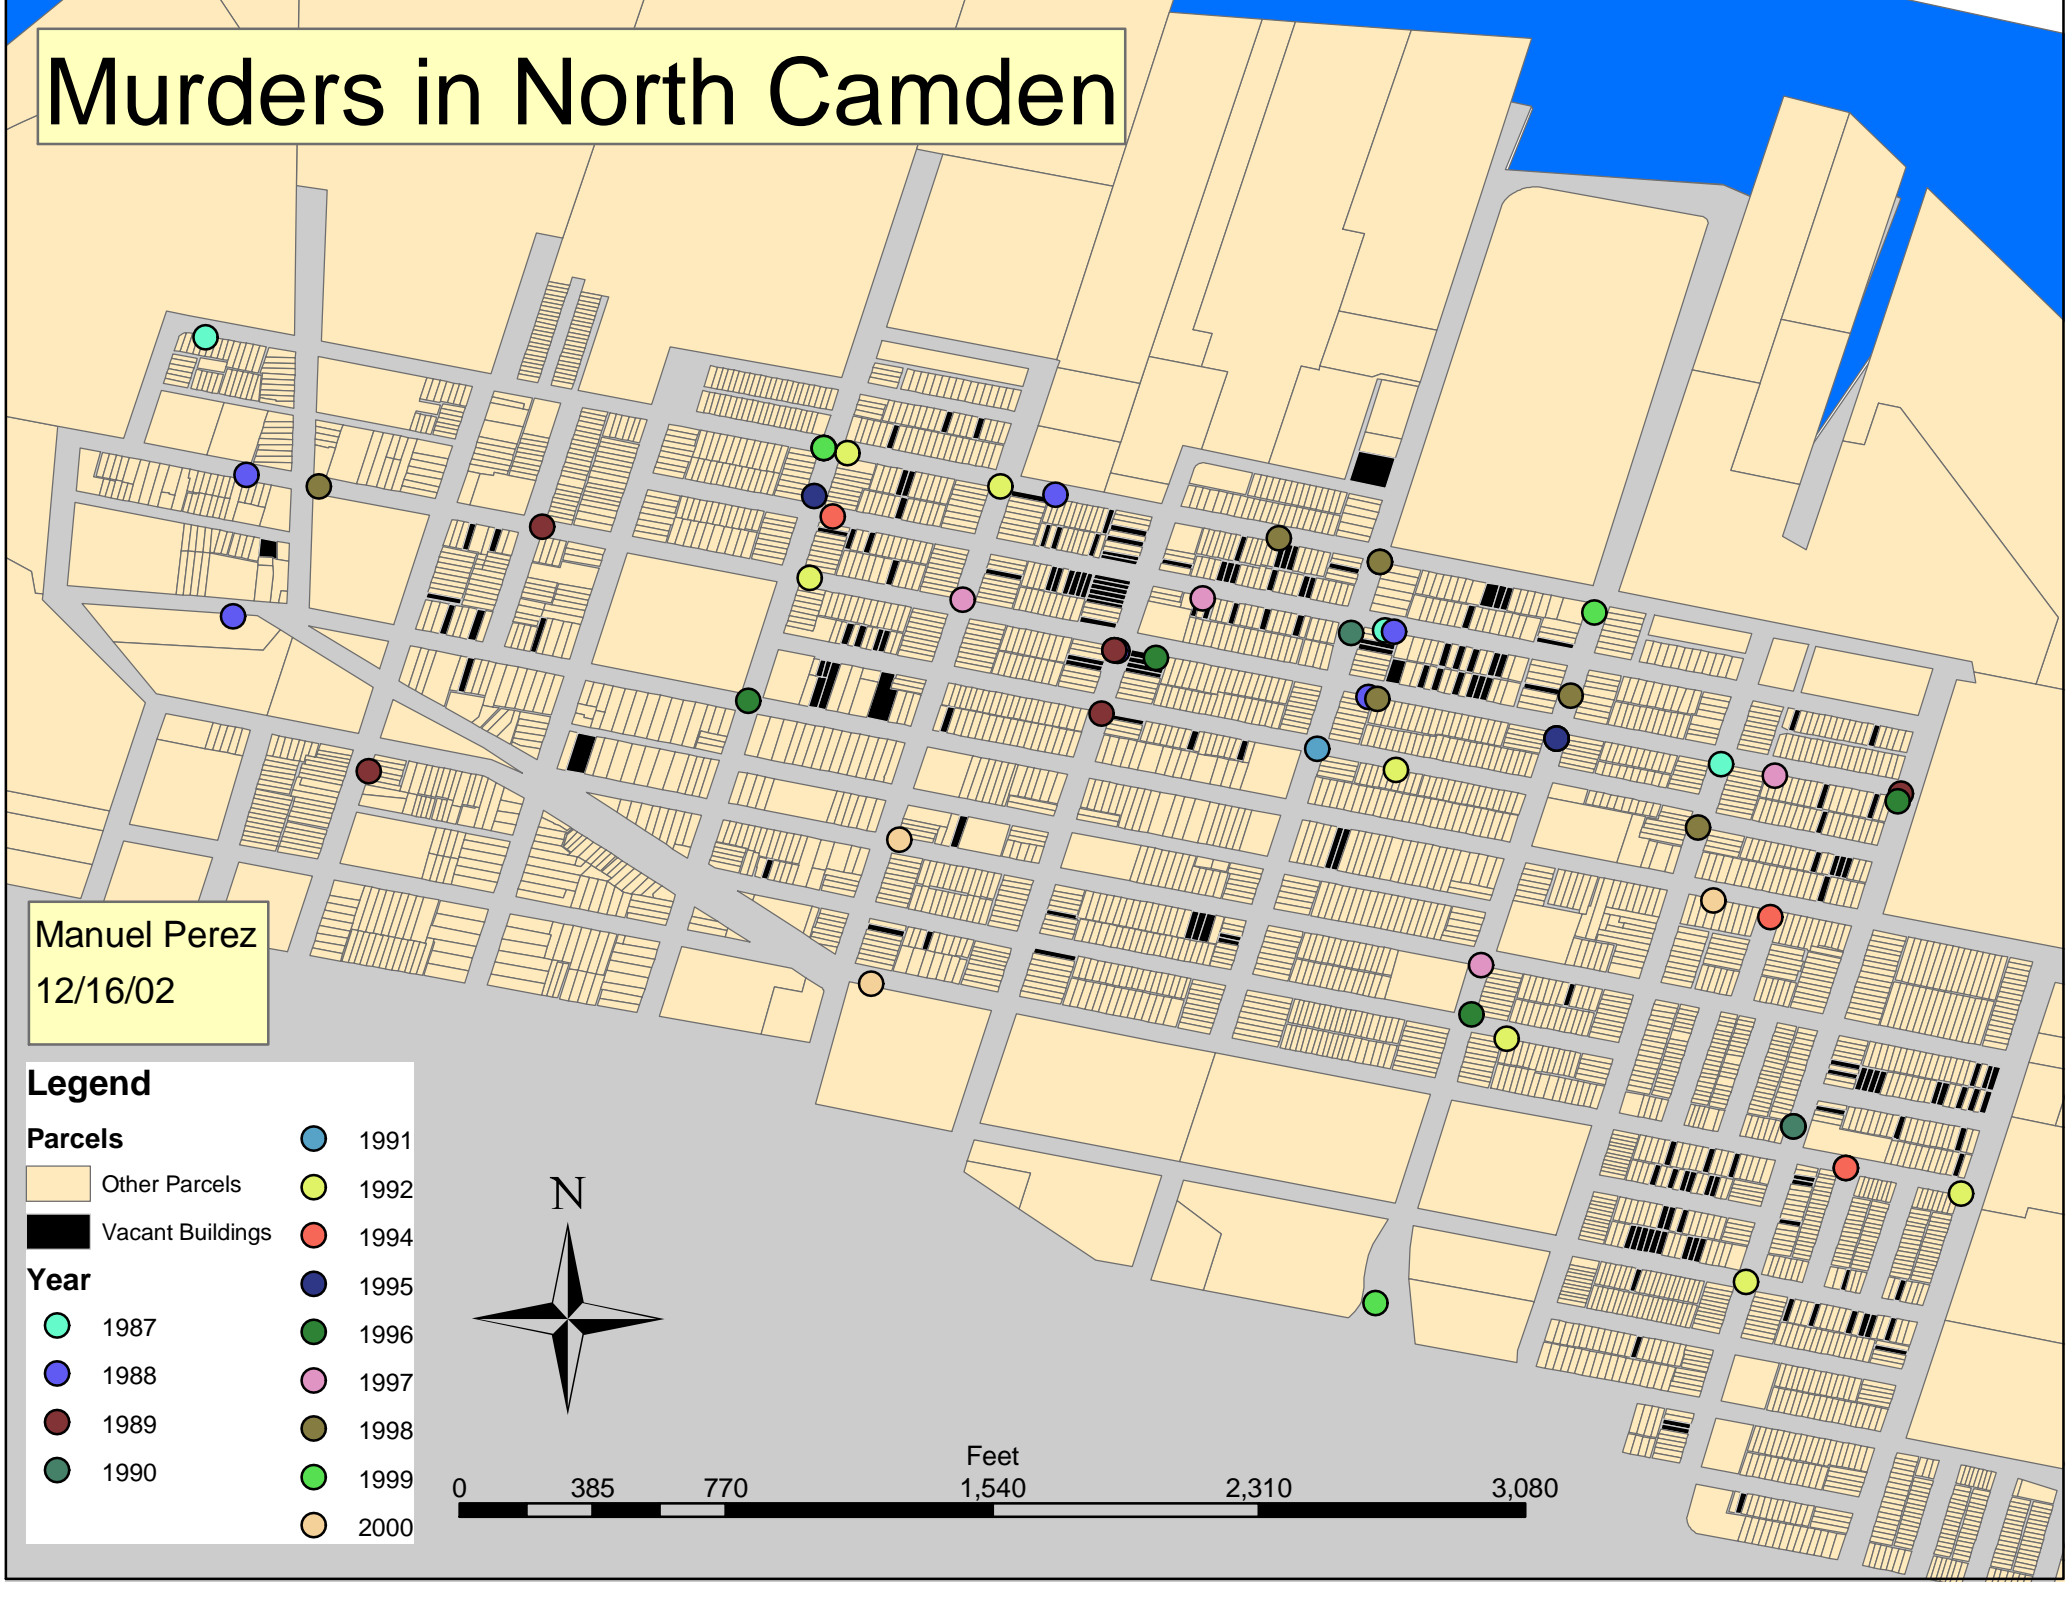 Murders in North Camden
Manuel Perez
12/16/02
Legend
Parcels
Other Parcels
Vacant Buildings
Year
1987
1988
1989
1990
1991
1992
1994
1995
1996
1997
1998
1999
2000
N
Feet
0 385 770 1,540 2,310 3,080